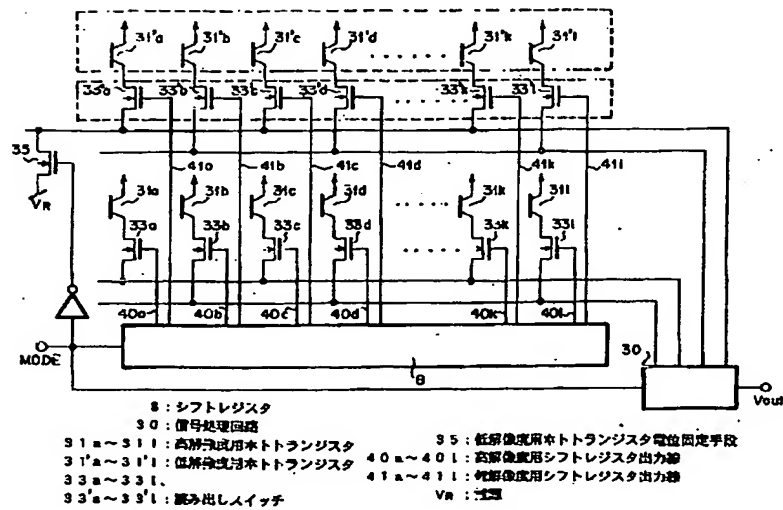 31'a 31'b 31'c 31'd 31'k 31'l
33'a 33'b 33'c 33'd 33'k 33'l
35
41a 41b 41c 41d 41k 41l
VR
31a 31b 31c 31d 31k 31l
33a 33b 33c 33d 33k 33l
40a 40b 40c 40d 40k 40l
30
MODE
8
Vout
8：シフトレジスタ
30：信号処理回路
31a～31l：高解像度用ホトトランジスタ
31'a～31'l：低解像度用ホトトランジスタ
33a～33l、
33'a～33'l：読み出しスイッチ
35：低解像度用ホトトランジスタ電位固定手段
40a～40l：高解像度用シフトレジスタ出力線
41a～41l：低解像度用シフトレジスタ出力線
VR：電源